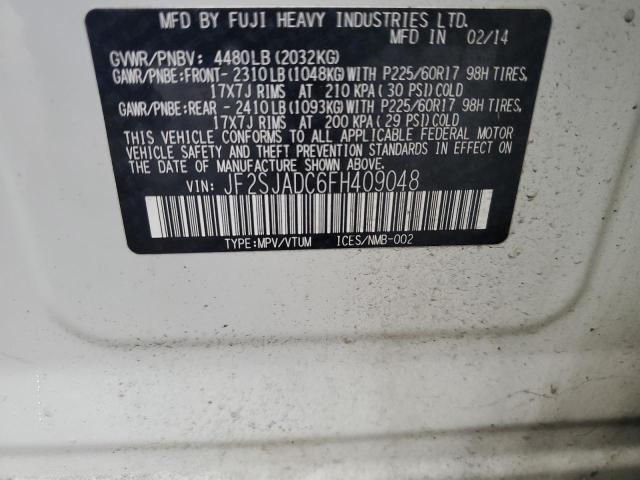 MFD BY FUJI HEAVY INDUSTRIES LTD.
MFD IN 02/14
GVWR/PNBV: 4480LB(2032KG)
GAWR/PNBE:FRONT- 2310LB(1048KG)WITH P225/60R17 98H TIRES,
17X7J RIMS AT 210 KPA(30 PSI)COLD
GAWR/PNBE:REAR - 2410LB(1093KG)WITH P225/60R17 98H TIRES,
17X7J RIMS AT 200 KPA(29 PSI)COLD
THIS VEHICLE CONFORMS TO ALL APPLICABLE FEDERAL MOTOR
VEHICLE SAFETY AND THEFT PREVENTION STANDARDS IN EFFECT ON
THE DATE OF MANUFACTURE SHOWN ABOVE.
VIN: JF2SJADC6FH409048
TYPE:MPV/VTUM ICES/NMB-002